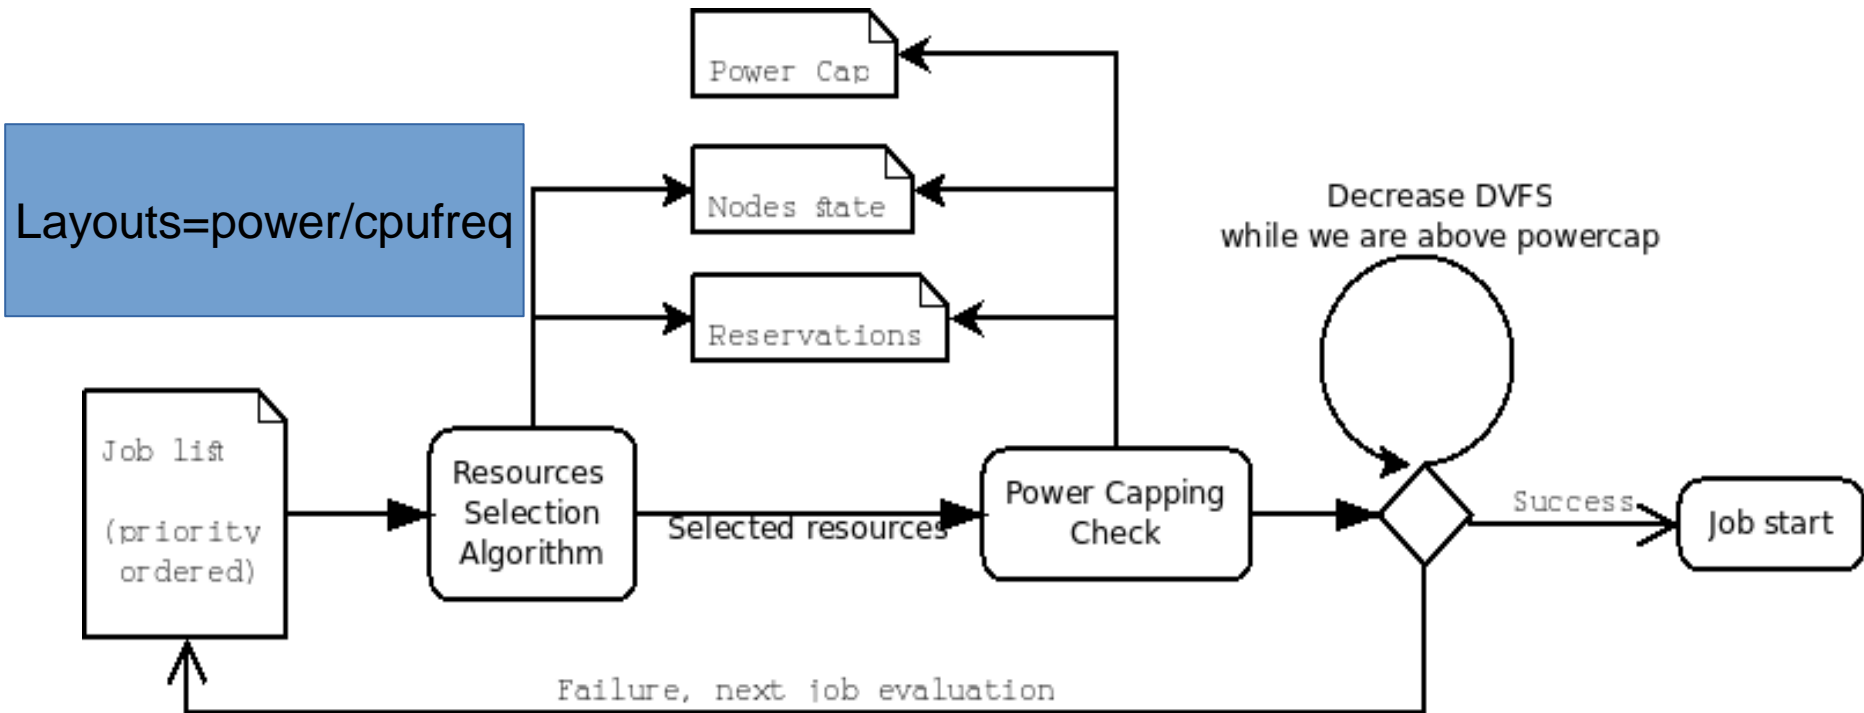 Power Cap
Layouts=power/cpufreq
Nodes state
Decrease DVFS
while we are above powercap
Reservations
Job list
(priority
ordered)
Resources
Selection
Algorithm
Selected resources
Power Capping
Check
Success
Job start
Failure, next job evaluation